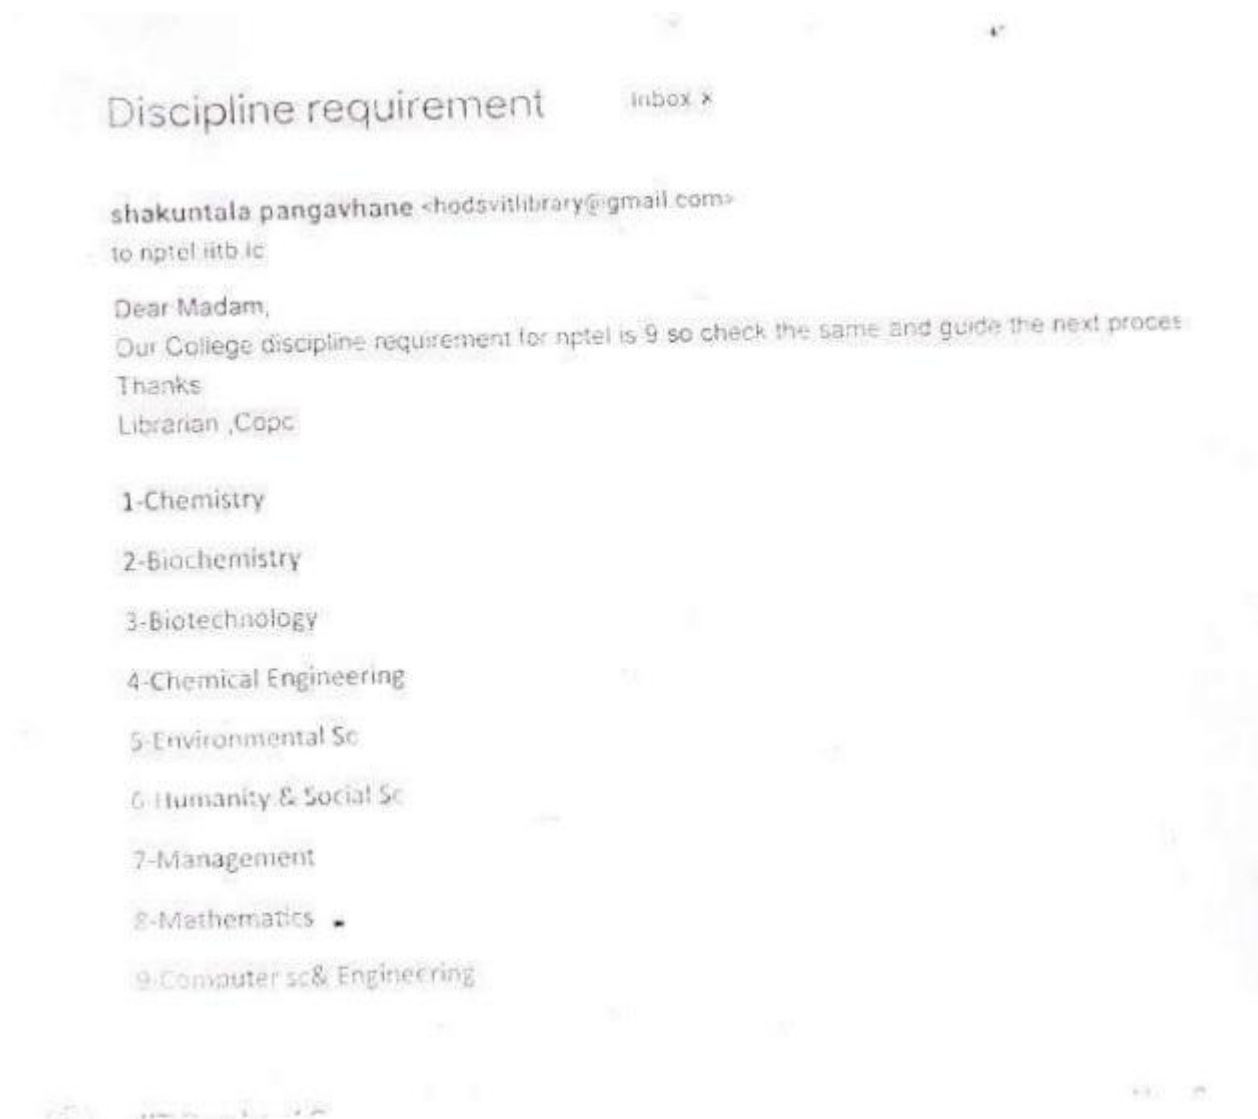 Discipline requirement Inbox x
shakuntala pangavhane <hodsvitlibrary@gmail.com>
to nptel.iitb.ic
Dear Madam,
Our College discipline requirement for nptel is 9 so check the same and guide the next proces
Thanks
Librarian ,Copc
1-Chemistry
2-Biochemistry
3-Biotechnology
4-Chemical Engineering
5-Environmental Sc
6-Humanity & Social Sc
7-Management
8-Mathematics
9-Computer sc& Engineering